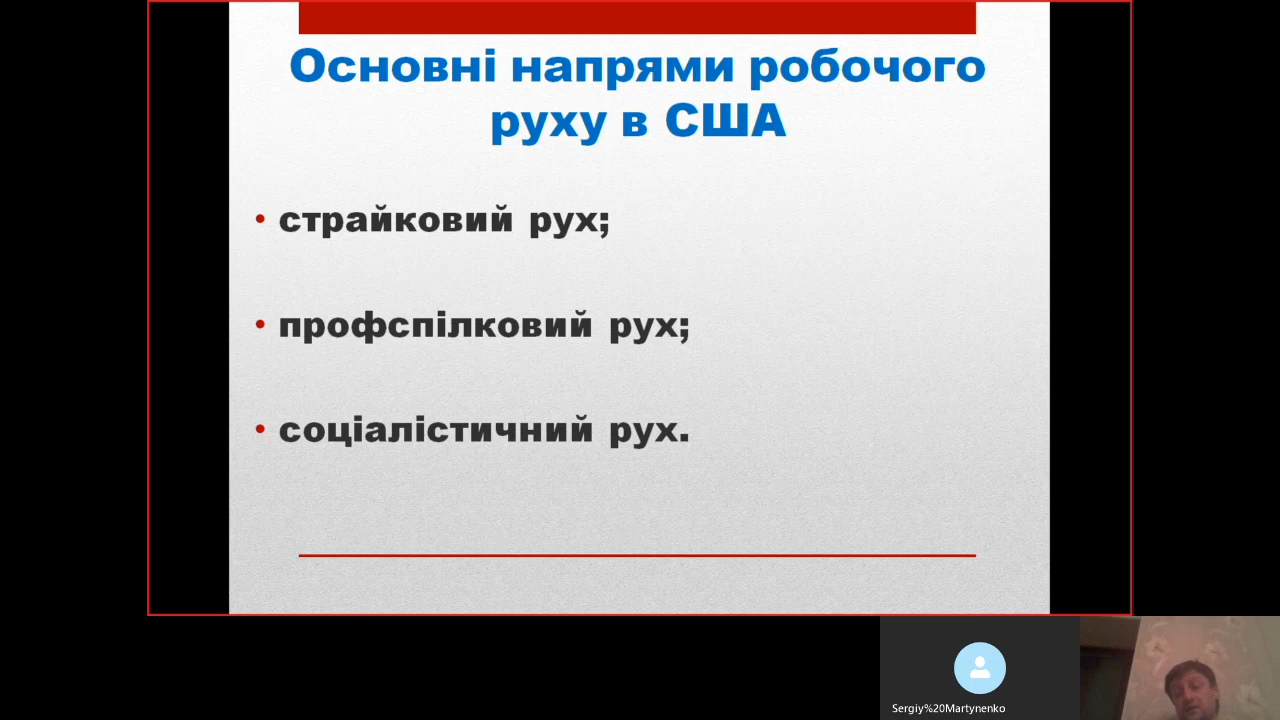 Основні напрями робочого
руху в США
• страйковий рух;
• профспілковий рух;
• соціалістичний рух.
Sergiy%20Martynenko